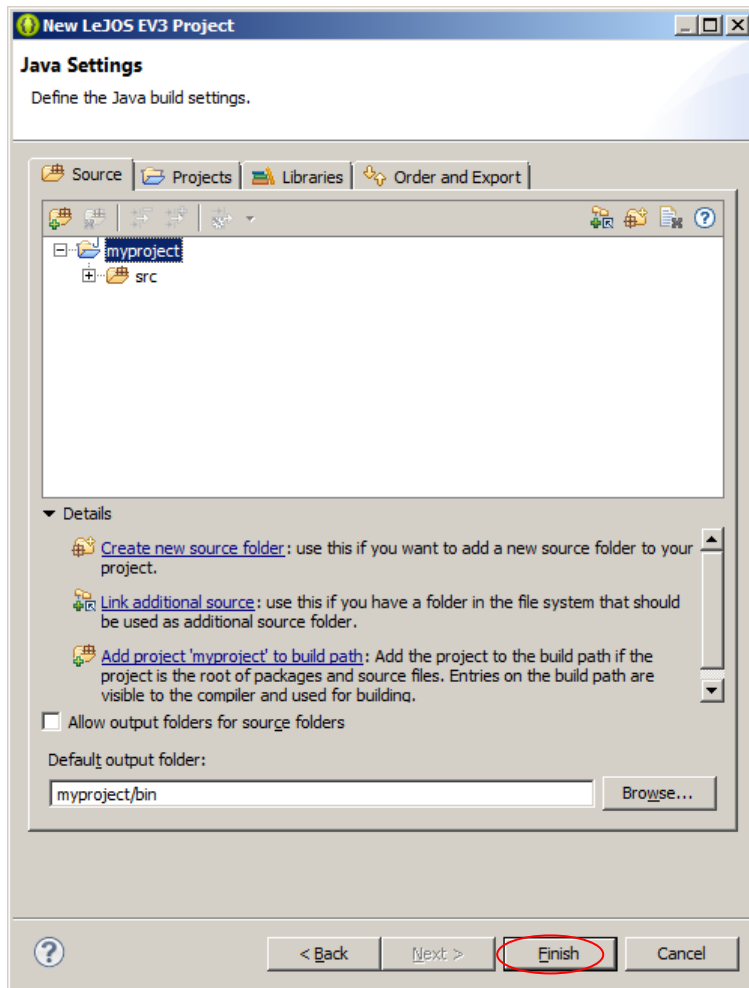 New LeJOS EV3 Project
Java Settings
Define the Java build settings.
Source Projects Libraries Order and Export
myproject
src
Details
Create new source folder: use this if you want to add a new source folder to your
project.
Link additional source: use this if you have a folder in the file system that should
be used as additional source folder.
Add project 'myproject' to build path: Add the project to the build path if the
project is the root of packages and source files. Entries on the build path are
visible to the compiler and used for building.
Allow output folders for source folders
Default output folder:
myproject/bin Browse...
< Back Next > Finish Cancel